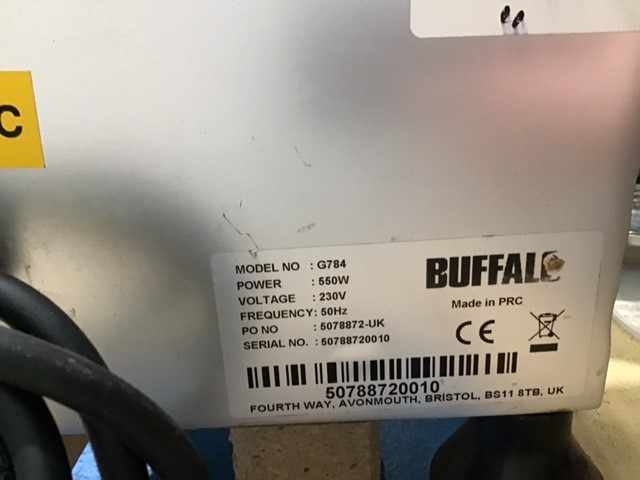 C
MODEL NO : G784
POWER : 550W
VOLTAGE : 230V
FREQUENCY: 50Hz
PO NO : 5078872-UK
SERIAL NO. : 50788720010
BUFFALO
Made in PRC
CE
50788720010
FOURTH WAY, AVONMOUTH, BRISTOL, BS11 8TB, UK